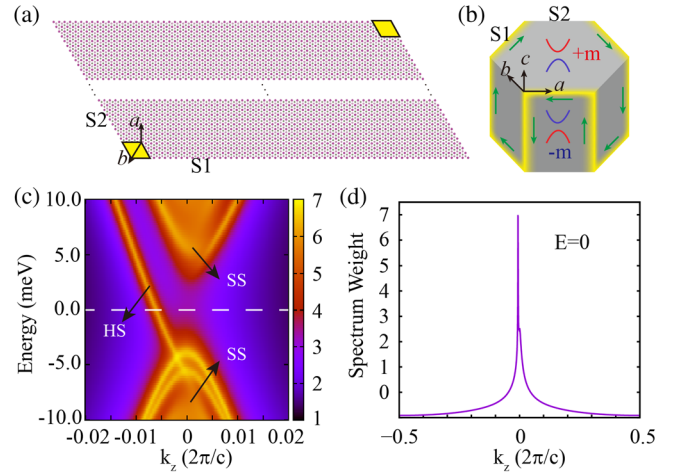 (a)
S2
a
b
S1
(b)
S2
S1
+m
c
b
a
-m
(c)
10.0
5.0
0.0
-5.0
-10.0
Energy (meV)
SS
HS
SS
-0.02 -0.01 0 0.01 0.02
k_z (2π/c)
7
6
5
4
3
2
1
(d)
7
6
5
4
3
2
1
0
Spectrum Weight
E=0
−0.5 0 0.5
k_z (2π/c)